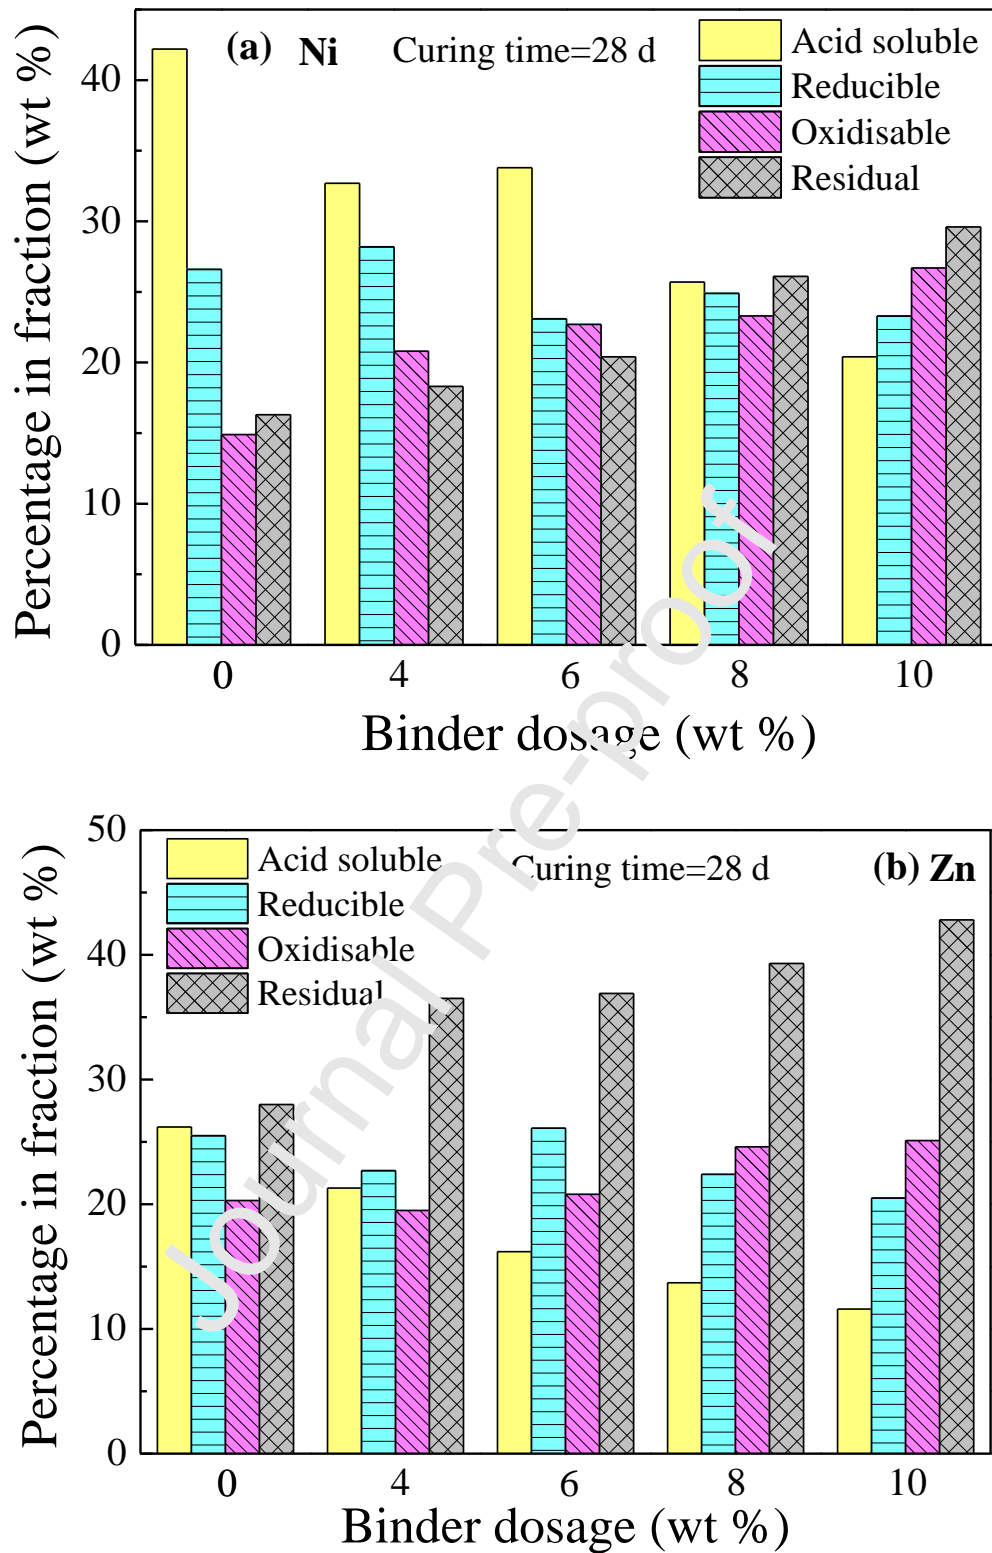 (a) Ni Curing time=28 d
Acid soluble
Reducible
Oxidisable
Residual
Percentage in fraction (wt %)
40
30
20
10
0
0 4 6 8 10
Binder dosage (wt %)
Journal Pre-proof
50
40
30
20
10
0
Acid soluble
Reducible
Oxidisable
Residual
Curing time=28 d
(b) Zn
Percentage in fraction (wt %)
0 4 6 8 10
Binder dosage (wt %)